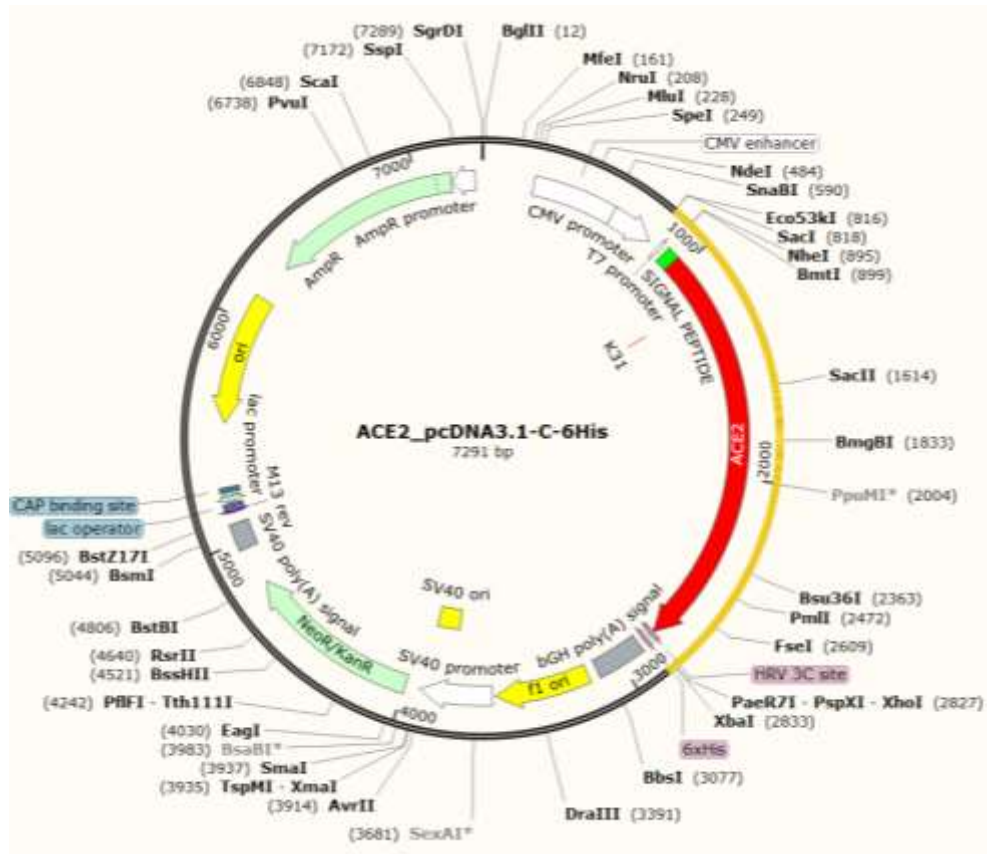 (7289) SgrDI
BglII (12)
(7172) SspI
MfeI (161)
(6848) ScaI
NruI (208)
(6738) PvuI
MluI (228)
SpeI (249)
CMV enhancer
NdeI (484)
SnaBI (590)
Eco53kI (816)
SacI (818)
NheI (895)
BmtI (899)
7000
1000
AmpR promoter
AmpR
CMV promoter
T7 promoter
SIGNAL PEPTIDE
K31
6000
ori
SacII (1614)
BmgBI (1833)
2000
PpuMI* (2004)
ACE2
ACE2_pcDNA3.1-C-6His
7291 bp
lac promoter
M13 rev
CAP binding site
lac operator
(5096) BstZ17I
(5044) BsmI
5000
SV40 poly(A) signal
SV40 ori
Bsu36I (2363)
PmlI (2472)
FseI (2609)
HRV 3C site
PaeR7I - PspXI - XhoI (2827)
XbaI (2833)
6xHis
(4806) BstBI
(4640) RsrII
(4521) BssHII
(4242) PflFI - Tth111I
NeoR/KanR
SV40 promoter
f1 ori
bGH poly(A) signal
3000
4000
(4030) EagI
(3983) BsaBI*
(3937) SmaI
(3935) TspMI - XmaI
(3914) AvrII
(3681) SexAI*
BbsI (3077)
DraIII (3391)